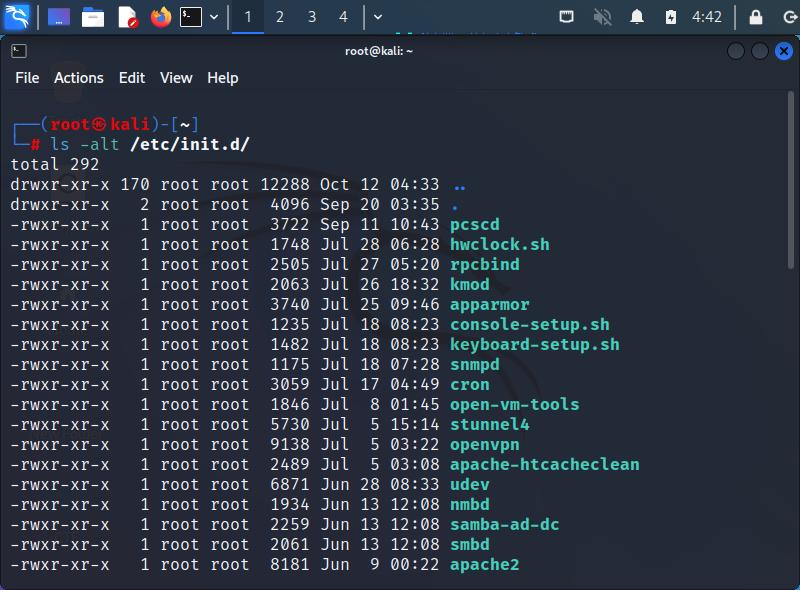 1 2 3 4 4:42
root@kali: ~
File Actions Edit View Help
┌──(root㉿kali)-[~]
└─# ls -alt /etc/init.d/
total 292
drwxr-xr-x 170 root root 12288 Oct 12 04:33 ..
drwxr-xr-x 2 root root 4096 Sep 20 03:35 .
-rwxr-xr-x 1 root root 3722 Sep 11 10:43 pcscd
-rwxr-xr-x 1 root root 1748 Jul 28 06:28 hwclock.sh
-rwxr-xr-x 1 root root 2505 Jul 27 05:20 rpcbind
-rwxr-xr-x 1 root root 2063 Jul 26 18:32 kmod
-rwxr-xr-x 1 root root 3740 Jul 25 09:46 apparmor
-rwxr-xr-x 1 root root 1235 Jul 18 08:23 console-setup.sh
-rwxr-xr-x 1 root root 1482 Jul 18 08:23 keyboard-setup.sh
-rwxr-xr-x 1 root root 1175 Jul 18 07:28 snmpd
-rwxr-xr-x 1 root root 3059 Jul 17 04:49 cron
-rwxr-xr-x 1 root root 1846 Jul 8 01:45 open-vm-tools
-rwxr-xr-x 1 root root 5730 Jul 5 15:14 stunnel4
-rwxr-xr-x 1 root root 9138 Jul 5 03:22 openvpn
-rwxr-xr-x 1 root root 2489 Jul 5 03:08 apache-htcacheclean
-rwxr-xr-x 1 root root 6871 Jun 28 08:33 udev
-rwxr-xr-x 1 root root 1934 Jun 13 12:08 nmbd
-rwxr-xr-x 1 root root 2259 Jun 13 12:08 samba-ad-dc
-rwxr-xr-x 1 root root 2061 Jun 13 12:08 smbd
-rwxr-xr-x 1 root root 8181 Jun 9 00:22 apache2